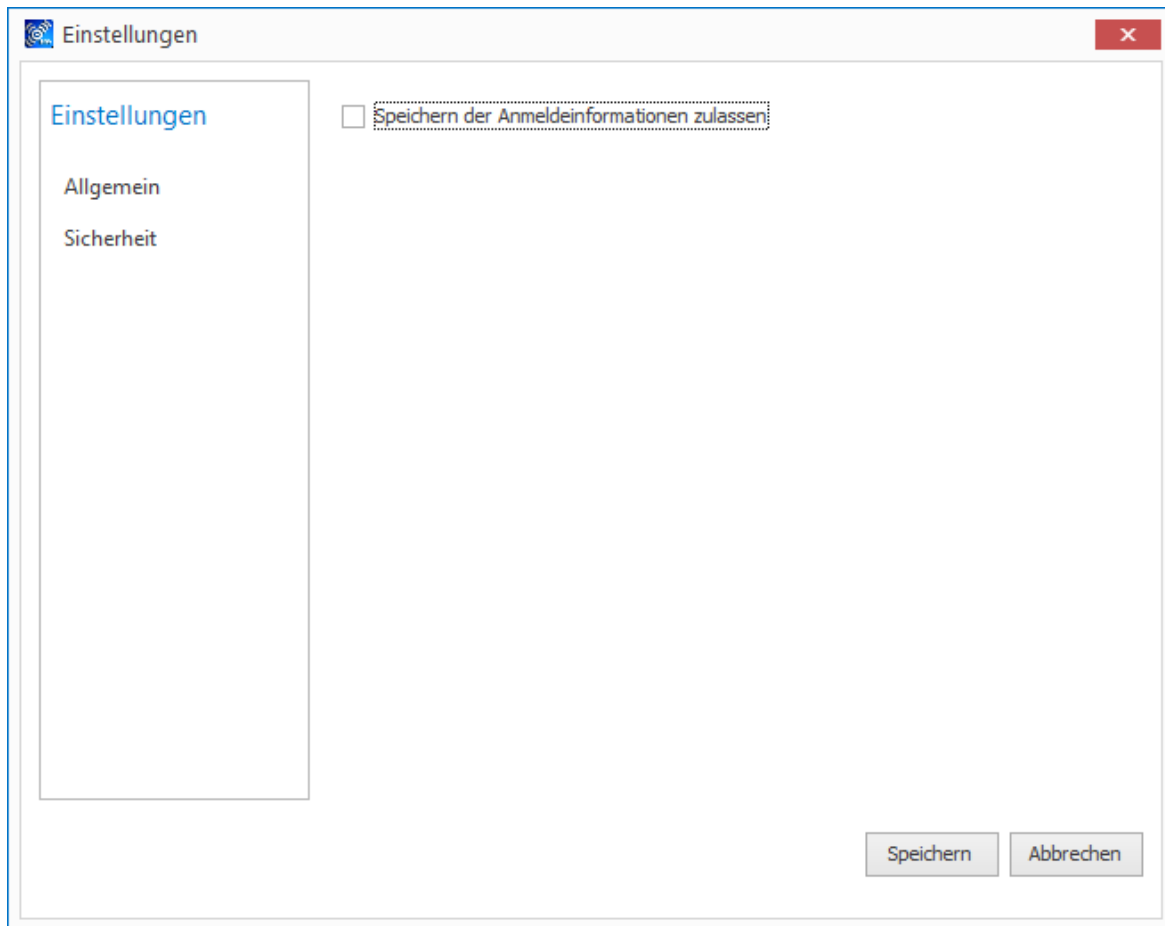 Einstellungen
Einstellungen
Allgemein
Sicherheit
Speichern der Anmeldeinformationen zulassen
Speichern
Abbrechen